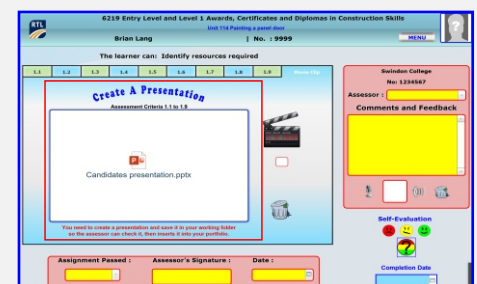 6219 Entry Level and Level 1 Awards, Certificates and Diplomas in Construction Skills
RTL
Unit 114 Painting a panel door
Brian Lang | No. : 9999
MENU
?
The learner can: Identify resources required
1.1 1.2 1.3 1.4 1.5 1.6 1.7 1.8 1.9 Movie Clip
Create A Presentation
Assessment Criteria 1.1 to 1.9
Candidates presentation.pptx
You need to create a presentation and save it in your working folder
so the assessor can check it, then inserts it into your portfolio.
Swindon College
No: 1234567
Assessor :
Comments and Feedback
Self-Evaluation
?
Completion Date
Assignment Passed : Assessor's Signature : Date :